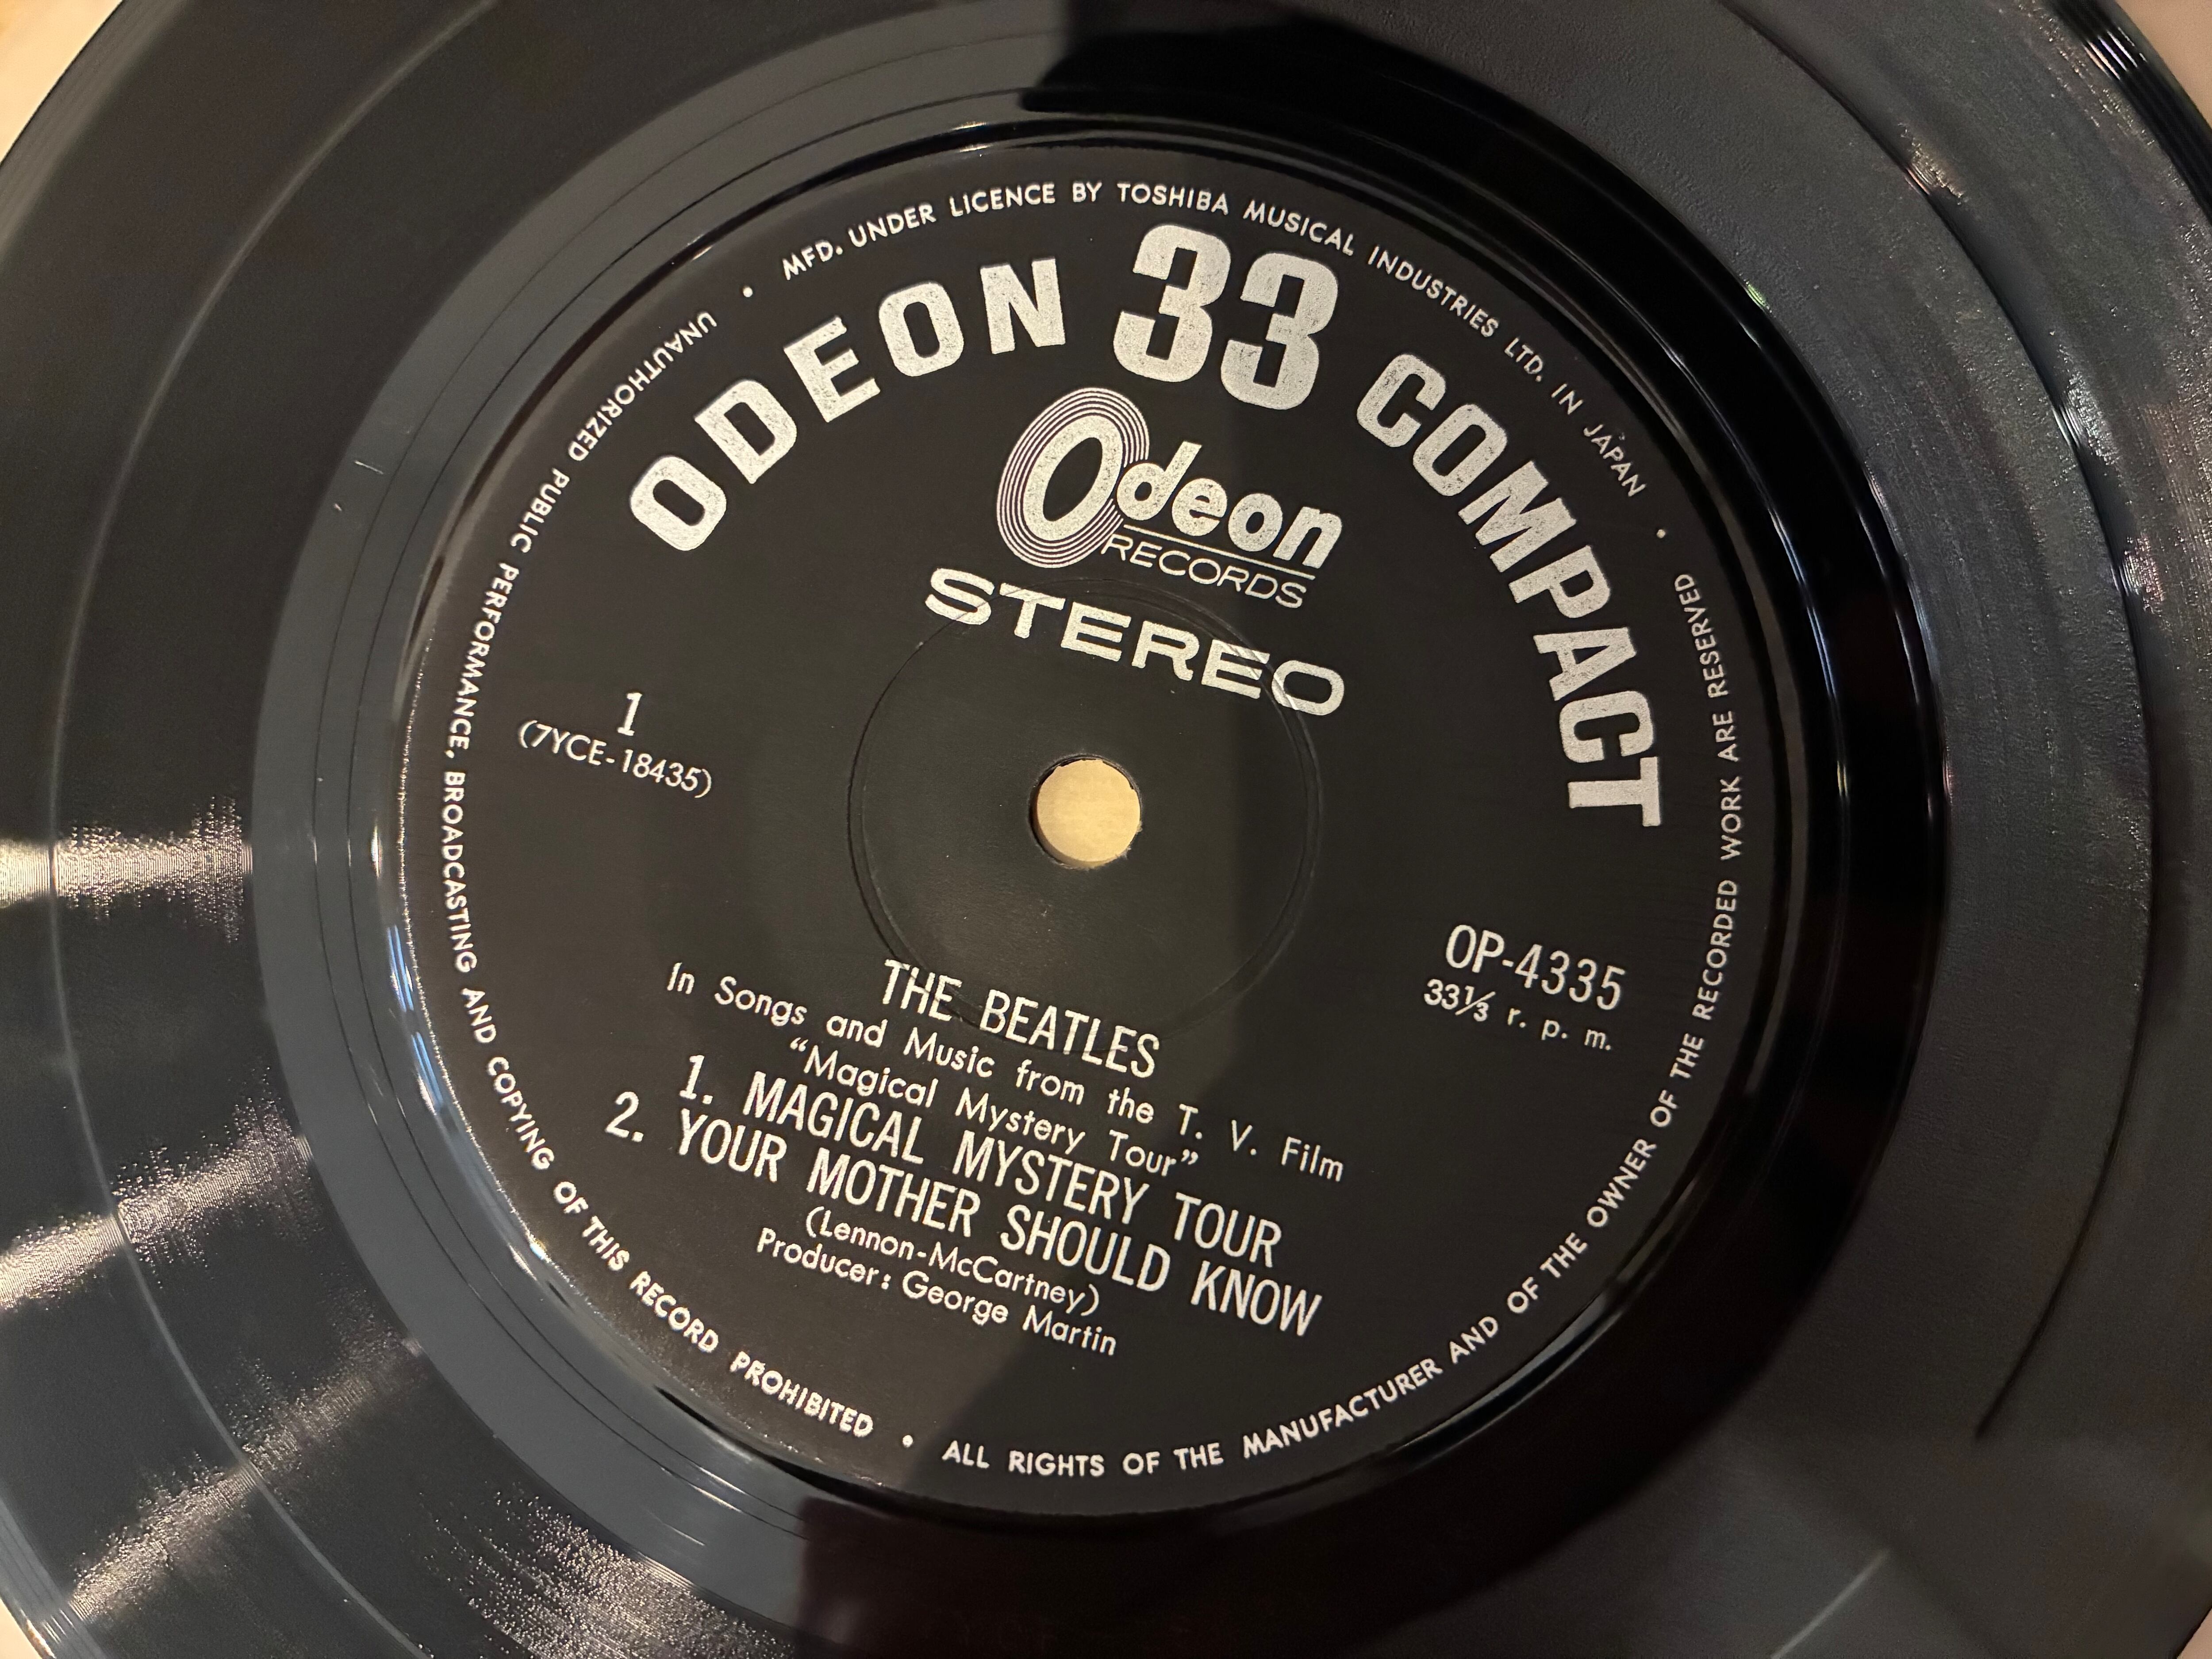 MFD. UNDER LICENCE BY TOSHIBA MUSICAL INDUSTRIES LTD. IN JAPAN •
ALL RIGHTS OF THE MANUFACTURER AND OF THE OWNER OF THE RECORDED WORK ARE RESERVED
• UNAUTHORIZED PUBLIC PERFORMANCE, BROADCASTING AND COPYING OF THIS RECORD PROHIBITED •
ODEON 33 COMPACT
Odeon
RECORDS
STEREO
1
(7YCE-18435)
OP-4335
33⅓ r. p. m.
THE BEATLES
In Songs and Music from the T. V. Film
“Magical Mystery Tour”
1. MAGICAL MYSTERY TOUR
2. YOUR MOTHER SHOULD KNOW
(Lennon-McCartney)
Producer: George Martin